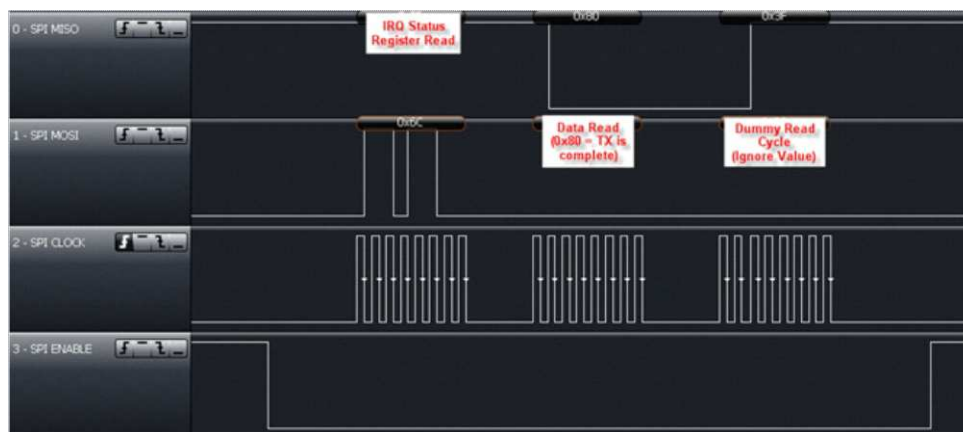 0 - SPI MISO
IRQ Status
Register Read
0x80
0x3F
1 - SPI MOSI
0x6C
Data Read
(0x80 = TX is
complete)
Dummy Read
Cycle
(Ignore Value)
2 - SPI CLOCK
3 - SPI ENABLE